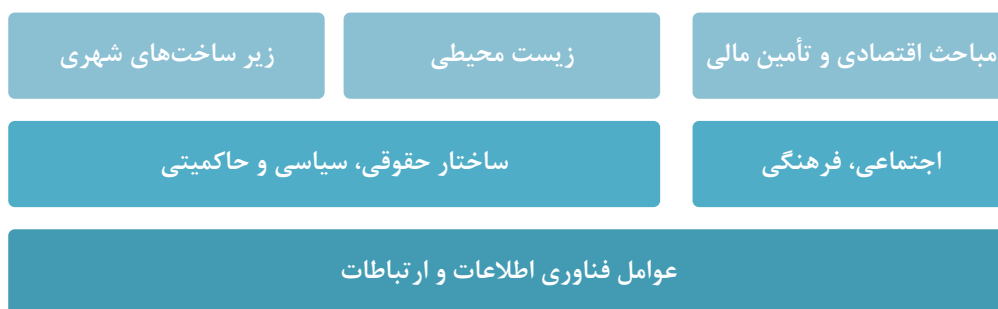 مباحث اقتصادی و تأمین مالی
زیست محیطی
زیر ساخت‌های شهری
اجتماعی، فرهنگی
ساختار حقوقی، سیاسی و حاکمیتی
عوامل فناوری اطلاعات و ارتباطات